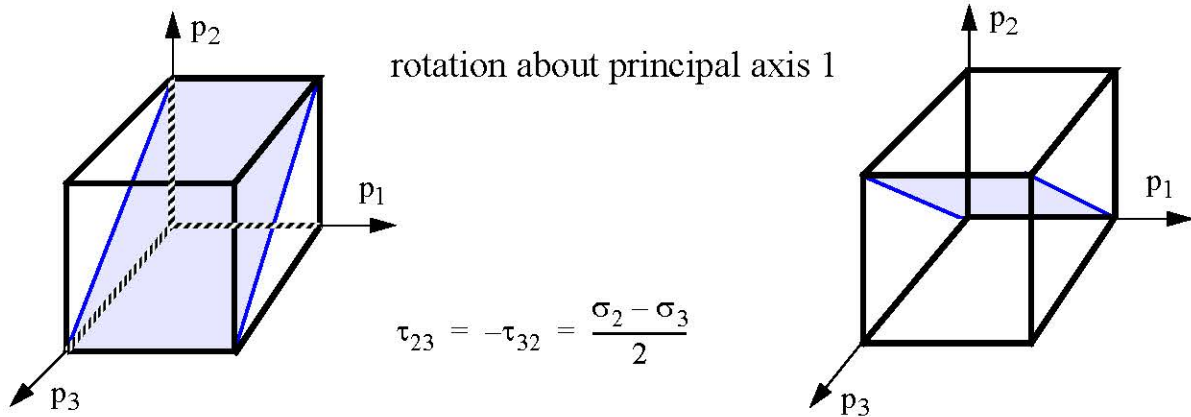 p₂
rotation about principal axis 1
p₂
p₁
p₁
τ₂₃ = −τ₃₂ = (σ₂ − σ₃)/2
p₃
p₃